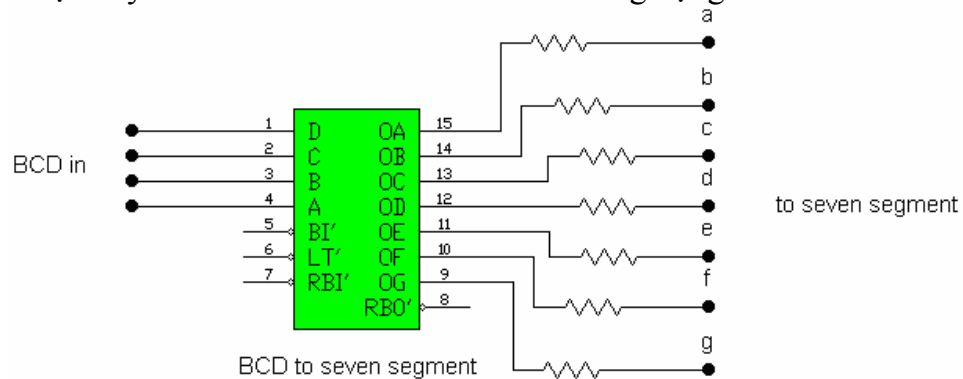 a
b
c
d
e
f
g
BCD in
1 D OA 15
2 C OB 14
3 B OC 13
4 A OD 12
5 BI' OE 11
6 LT' OF 10
7 RBI' OG 9
RBO' 8
to seven segment
BCD to seven segment